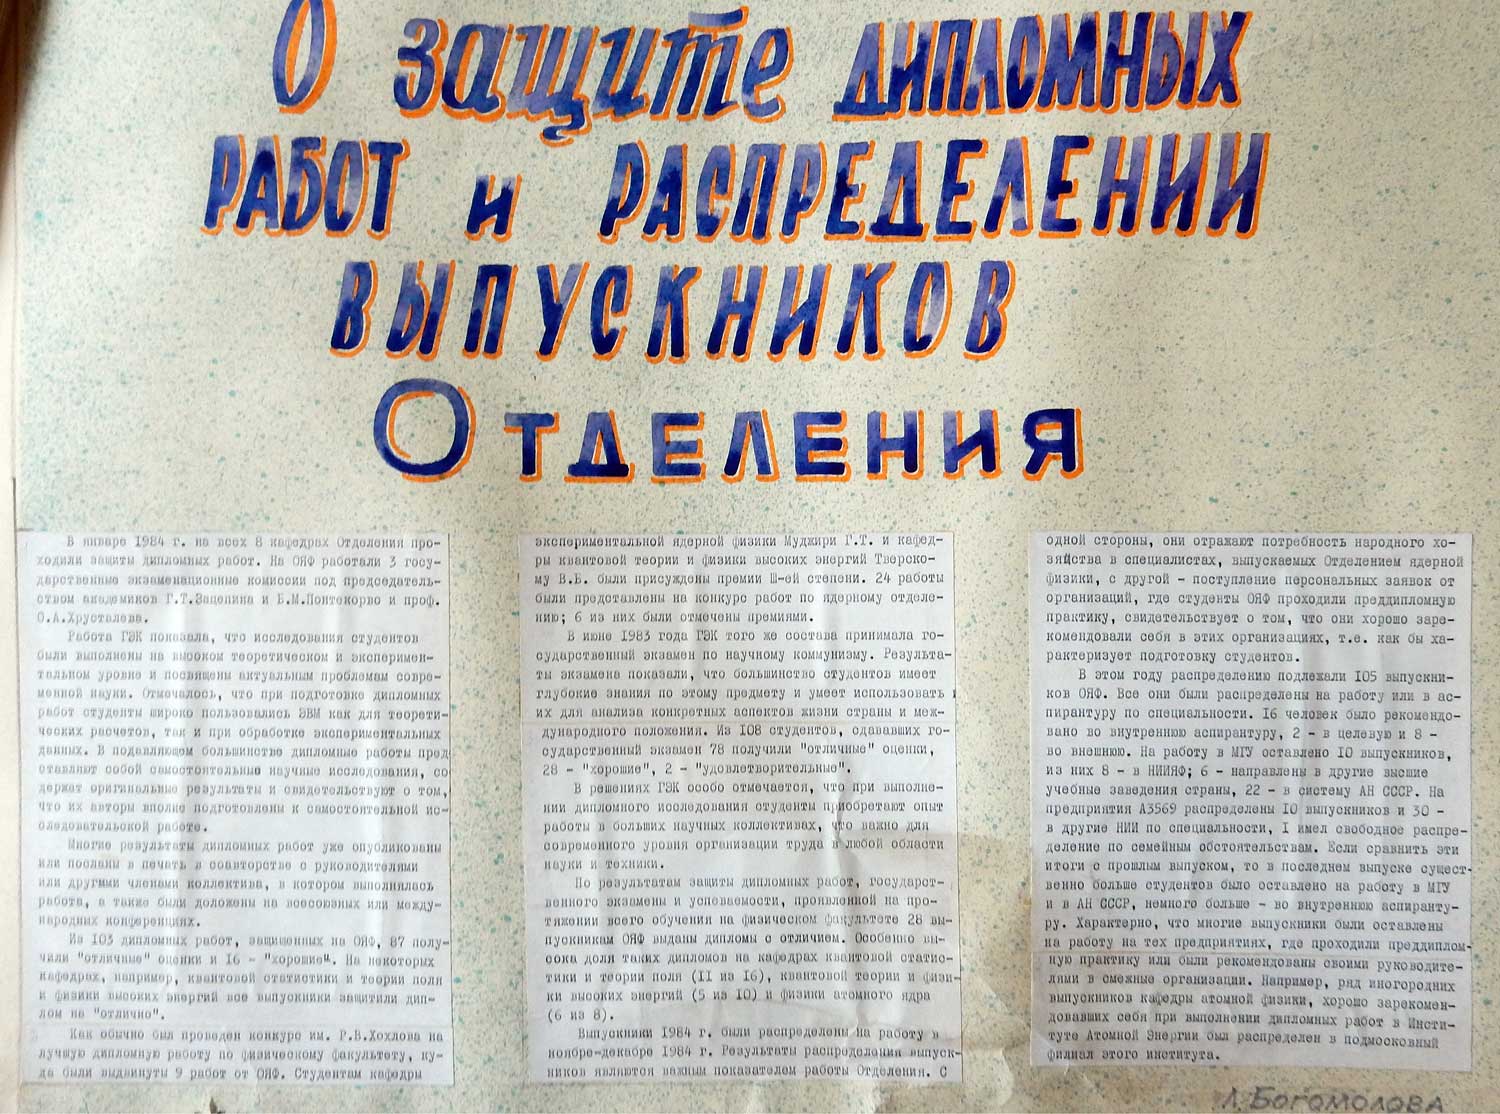 О защите дипломных
работ и распределении
выпускников
Отделения
В январе 1984 г. на всех 8 кафедрах Отделения про-
ходили защиты дипломных работ. На ОЯФ работали 3 госу-
дарственные экзаменационные комиссии под председатель-
ством академиков Г.Т.Зацепина и Б.М.Понтекорво и проф.
О.А.Хрусталева.
Работа ГЭК показала, что исследования студентов
были выполнены на высоком теоретическом и эксперимен-
тальном уровне и посвящены актуальным проблемам совре-
менной науки. Отмечалось, что при подготовке дипломных
работ студенты широко пользовались ЭВМ как для теорети-
ческих расчетов, так и при обработке экспериментальных
данных. В подавляющем большинстве дипломные работы пред
ставляют собой самостоятельные научные исследования, со
держат оригинальные результаты и свидетельствуют о том,
что их авторы вполне подготовлены к самостоятельной ис-
следовательской работе.
Многие результаты дипломных работ уже опубликованы
или посланы в печать в соавторстве с руководителями
или другими членами коллектива, в котором выполнялась
работа, а также были доложены на всесоюзных или между-
народных конференциях.
Из 103 дипломных работ, защищенных на ОЯФ, 87 полу-
чили "отличные" оценки и 16 - "хорошие". На некоторых
кафедрах, например, квантовой статистики и теории поля
и физики высоких энергий все выпускники защитили дип-
лом на "отлично".
Как обычно был проведен конкурс им. Р.В.Хохлова на
лучшую дипломную работу по физическому факультету, ку-
да были выдвинуты 9 работ от ОЯФ. Студентам кафедры
экспериментальной ядерной физики Муджири Г.Т. и кафед-
ры квантовой теории и физики высоких энергий Тверско-
му В.Б. были присуждены премии Ш-ей степени. 24 работы
были представлены на конкурс работ по ядерному отделе-
нию; 6 из них были отмечены премиями.
В июне 1983 года ГЭК того же состава принимала го-
сударственный экзамен по научному коммунизму. Результа-
ты экзамена показали, что большинство студентов имеет
глубокие знания по этому предмету и умеет использовать
их для анализа конкретных аспектов жизни страны и меж-
дународного положения. Из 108 студентов, сдававших го-
сударственный экзамен 78 получили "отличные" оценки,
28 - "хорошие", 2 - "удовлетворительные".
В решениях ГЭК особо отмечается, что при выполне-
нии дипломного исследования студенты приобретают опыт
работы в больших научных коллективах, что важно для
современного уровня организации труда в любой области
науки и техники.
По результатам защиты дипломных работ, государст-
венного экзамены и успеваемости, проявленной на про-
тяжении всего обучения на физическом факультете 28 вы-
пускникам ОЯФ выданы дипломы с отличием. Особенно вы-
сока доля таких дипломов на кафедрах квантовой статис-
тики и теории поля (II из 16), квантовой теории и физи-
ки высоких энергий (5 из 10) и физики атомного ядра
(6 из 8).
Выпускники 1984 г. были распределены на работу в
ноябре-декабре 1984 г. Результаты распределения выпуск-
ников являются важным показателем работы Отделения. С
одной стороны, они отражают потребность народного хо-
зяйства в специалистах, выпускаемых Отделением ядерной
физики, с другой - поступление персональных заявок от
организаций, где студенты ОЯФ проходили преддипломную
практику, свидетельствует о том, что они хорошо заре-
комендовали себя в этих организациях, т.е. как бы ха-
рактеризует подготовку студентов.
В этом году распределению подлежали 105 выпускни-
ков ОЯФ. Все они были распределены на работу или в ас-
пирантуру по специальности. 16 человек было рекомендо-
вано во внутреннюю аспирантуру, 2 - в целевую и 8 -
во внешнюю. На работу в МГУ оставлено 10 выпускников,
из них 8 - в НИИЯФ; 6 - направлены в другие высшие
учебные заведения страны, 22 - в систему АН СССР. На
предприятия А3569 распределены 10 выпускников и 30 -
в другие НИИ по специальности, I имел свободное распре-
деление по семейным обстоятельствам. Если сравнить эти
итоги с прошлым выпуском, то в последнем выпуске сущест-
венно больше студентов было оставлено на работу в МГУ
и в АН СССР, немного больше - во внутреннюю аспиранту-
ру. Характерно, что многие выпускники были оставлены
на работу на тех предприятиях, где проходили преддиплом-
ную практику или были рекомендованы своими руководите-
лями в смежные организации. Например, ряд иногородних
выпускников кафедры атомной физики, хорошо зарекомен-
довавших себя при выполнении дипломных работ в Инсти-
туте Атомной Энергии был распределен в подмосковный
филиал этого института.
Л. Богомолова